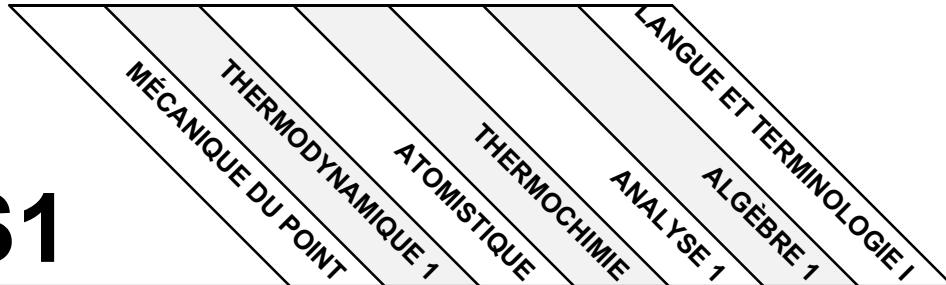 S1
MÉCANIQUE DU POINT
THERMODYNAMIQUE 1
ATOMISTIQUE
THERMOCHIMIE
ANALYSE 1
ALGÈBRE 1
LANGUE ET TERMINOLOGIE I